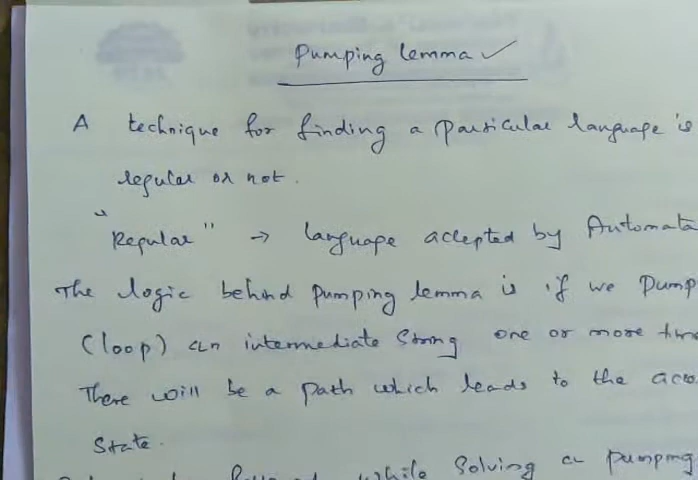 Pumping lemma ✓
A technique for finding a particular language is
regular or not.
"Regular" → language accepted by Automata
The logic behind pumping lemma is if we Pump
(loop) an intermediate string one or more
There will be a path which leads to the
state.
while solving a pumping